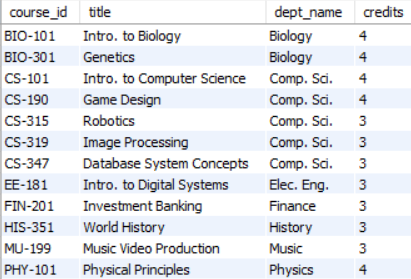 course_id title dept_name credits
BIO-101 Intro. to Biology Biology 4
BIO-301 Genetics Biology 4
CS-101 Intro. to Computer Science Comp. Sci. 4
CS-190 Game Design Comp. Sci. 4
CS-315 Robotics Comp. Sci. 3
CS-319 Image Processing Comp. Sci. 3
CS-347 Database System Concepts Comp. Sci. 3
EE-181 Intro. to Digital Systems Elec. Eng. 3
FIN-201 Investment Banking Finance 3
HIS-351 World History History 3
MU-199 Music Video Production Music 3
PHY-101 Physical Principles Physics 4